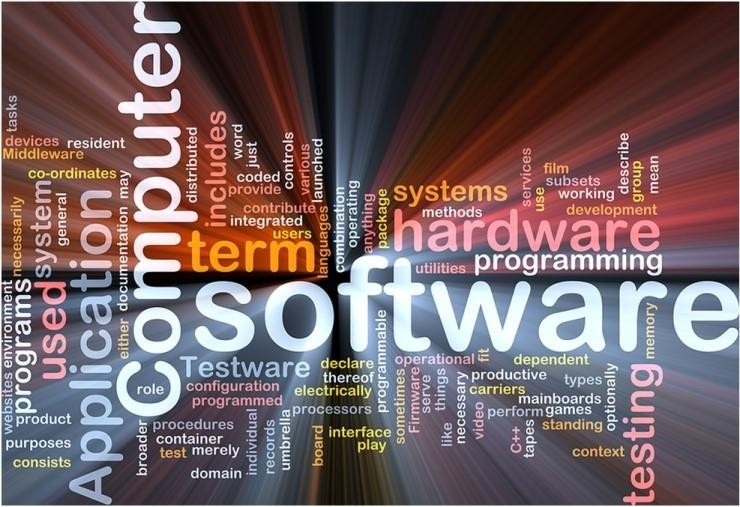 Computer
software
Application
hardware
term
testing
systems
programming
used
programs
system
includes
Testware
tasks
devices
resident
Middleware
co-ordinates
may
distributed
word
just
controls
coded
provide
various
launched
contribute
integrated
users
languages
combination
operating
anything
package
methods
utilities
services
use
film
subsets
working
describe
group
mean
development
necessarily
general
documentation
either
environment
websites
product
purposes
consists
role
configuration
programmed
declare
thereof
electrically
processors
programmable
sometimes
operational
fit
Firmware
serve
things
like
necessary
video
productive
carriers
perform
dependent
types
mainboards
games
standing
optionally
memory
context
C++
tapes
broader
procedures
container
test
merely
domain
individual
records
umbrella
board
interface
play